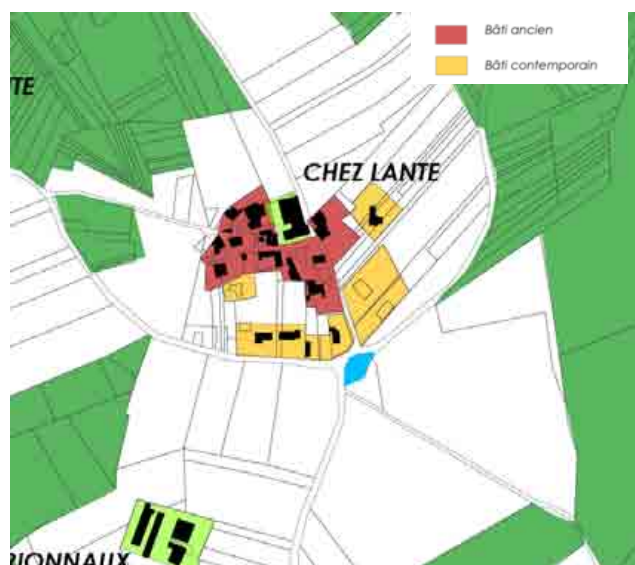 Bâti ancien
Bâti contemporain
TE
CHEZ LANTE
RIONNAUX